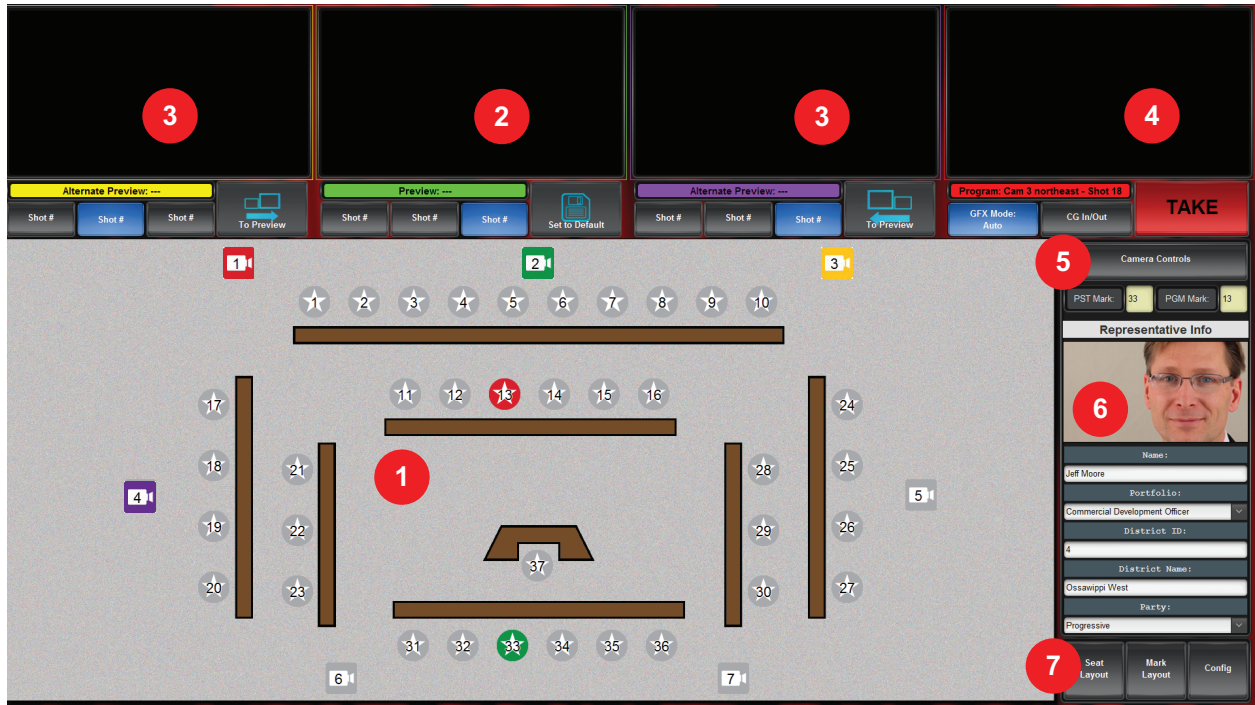 3
2
3
4
Alternate Preview: ---
Preview: ---
Alternate Preview: ---
Program: Cam 3 northeast - Shot 18
Shot #
Shot #
Shot #
To Preview
Shot #
Shot #
Shot #
Set to Default
Shot #
Shot #
Shot #
To Preview
GFX Mode:
Auto
CG In/Out
TAKE
1
2
3
1 2 3 4 5 6 7 8 9 10
11 12 13 14 15 16
17
18
19
20
21
22
23
1
24
25
26
27
28
29
30
4
5
37
31 32 33 34 35 36
6
7
5
Camera Controls
PST Mark: 33 PGM Mark: 13
Representative Info
6
Name:
Jeff Moore
Portfolio:
Commercial Development Officer
District ID:
4
District Name:
Ossawippi West
Party:
Progressive
7
Seat
Layout
Mark
Layout
Config